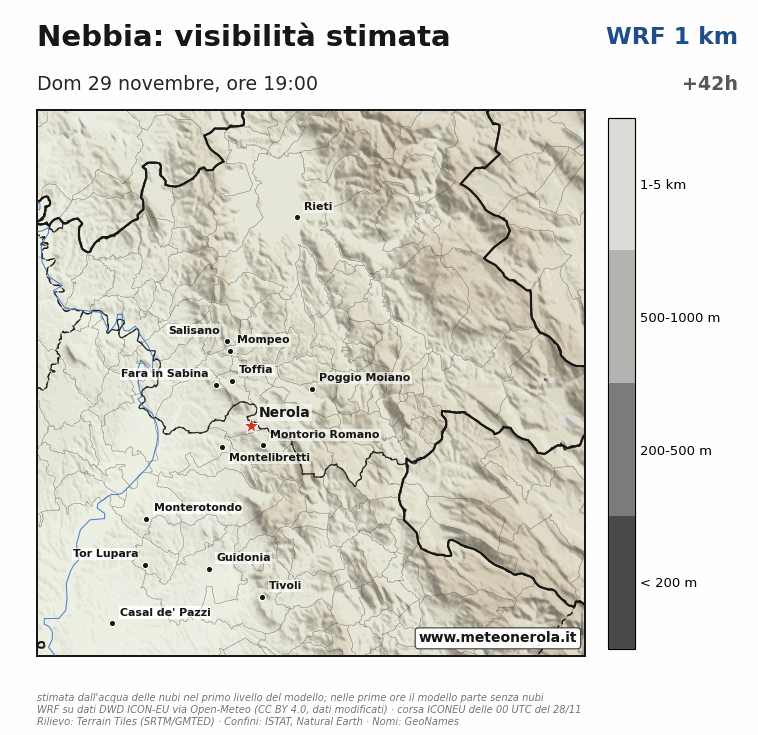 Nebbia: visibilità stimata
WRF 1 km
Dom 29 novembre, ore 19:00
+42h
Rieti
1-5 km
500-1000 m
Salisano
Mompeo
Toffia
Fara in Sabina
Poggio Moiano
Nerola
Montorio Romano
Montelibretti
200-500 m
Monterotondo
Tor Lupara
Guidonia
Tivoli
< 200 m
Casal de' Pazzi
www.meteonerola.it
stimata dall'acqua delle nubi nel primo livello del modello; nelle prime ore il modello parte senza nubi
WRF su dati DWD ICON-EU via Open-Meteo (CC BY 4.0, dati modificati) · corsa ICONEU delle 00 UTC del 28/11
Rilievo: Terrain Tiles (SRTM/GMTED) · Confini: ISTAT, Natural Earth · Nomi: GeoNames